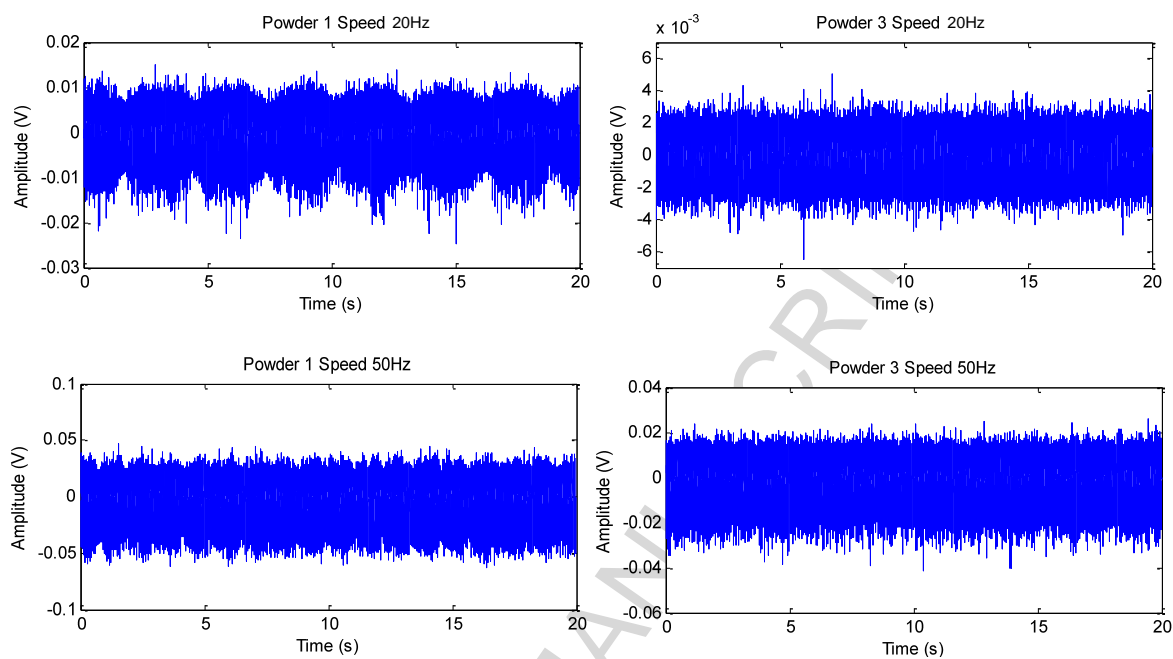 Powder 1 Speed 20Hz
0.02
0.01
0
-0.01
-0.02
-0.03
Amplitude (V)
0 5 10 15 20
Time (s)
Powder 3 Speed 20Hz
x 10-3
6
4
2
0
-2
-4
-6
Amplitude (V)
0 5 10 15 20
Time (s)
Powder 1 Speed 50Hz
0.1
0.05
0
-0.05
-0.1
Amplitude (V)
0 5 10 15 20
Time (s)
Powder 3 Speed 50Hz
0.04
0.02
0
-0.02
-0.04
-0.06
Amplitude (V)
0 5 10 15 20
Time (s)